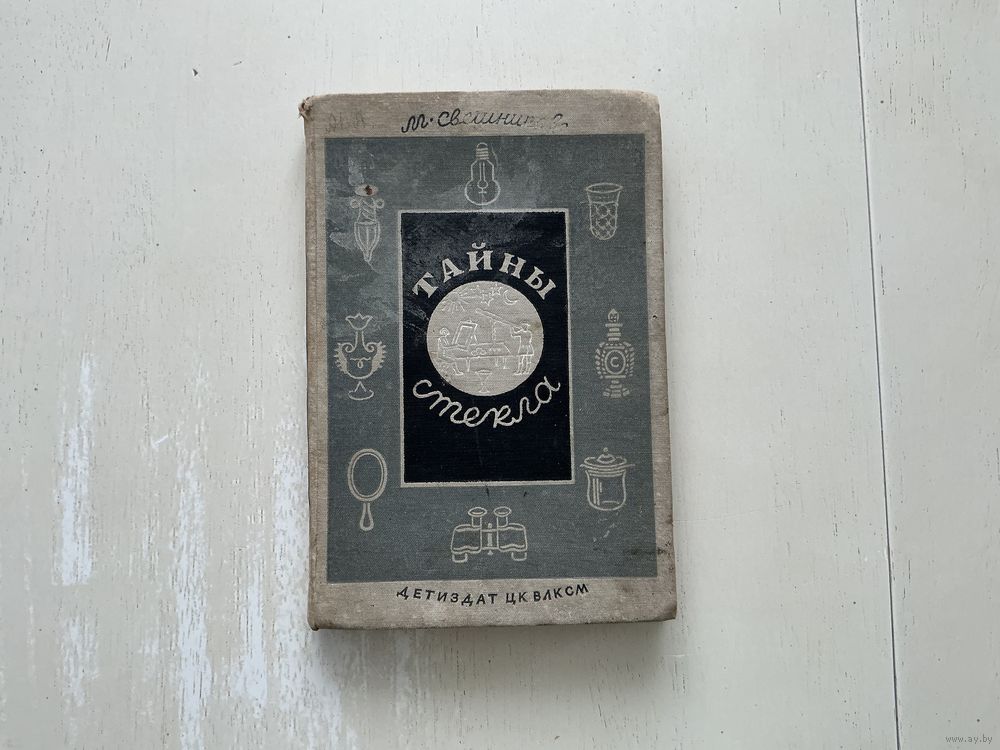 М. Свешников
ТАЙНЫ
стекла
С
ДЕТИЗДАТ ЦК ВЛКСМ
www.ay.by